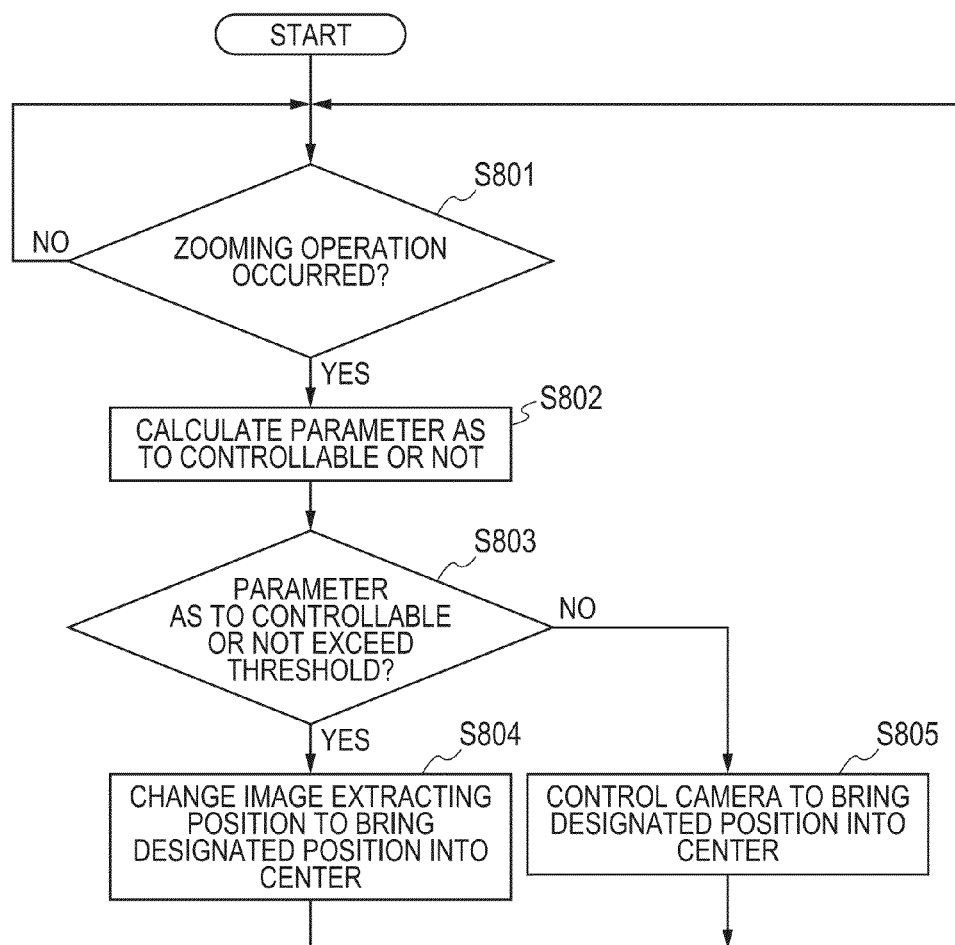 START
S801
NO
ZOOMING OPERATION
OCCURRED?
YES
S802
CALCULATE PARAMETER AS
TO CONTROLLABLE OR NOT
S803
PARAMETER
AS TO CONTROLLABLE
OR NOT EXCEED
THRESHOLD?
NO
YES
S804
CHANGE IMAGE EXTRACTING
POSITION TO BRING
DESIGNATED POSITION INTO
CENTER
S805
CONTROL CAMERA TO BRING
DESIGNATED POSITION INTO
CENTER